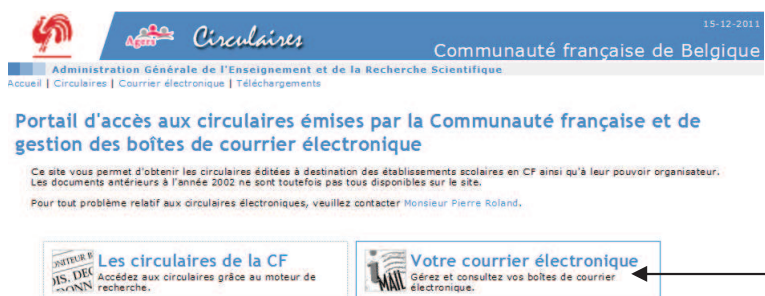 15-12-2011
Agers Circulaires
Communauté française de Belgique
Administration Générale de l'Enseignement et de la Recherche Scientifique
Accueil | Circulaires | Courrier électronique | Téléchargements
Portail d'accès aux circulaires émises par la Communauté française et de
gestion des boîtes de courrier électronique
Ce site vous permet d'obtenir les circulaires éditées à destination des établissements scolaires en CF ainsi qu'à leur pouvoir organisateur.
Les documents antérieurs à l'année 2002 ne sont toutefois pas tous disponibles sur le site.
Pour tout problème relatif aux circulaires électroniques, veuillez contacter Monsieur Pierre Roland.
Les circulaires de la CF
Accédez aux circulaires grâce au moteur de
recherche.
MAIL
Votre courrier électronique
Gérez et consultez vos boîtes de courrier
électronique.